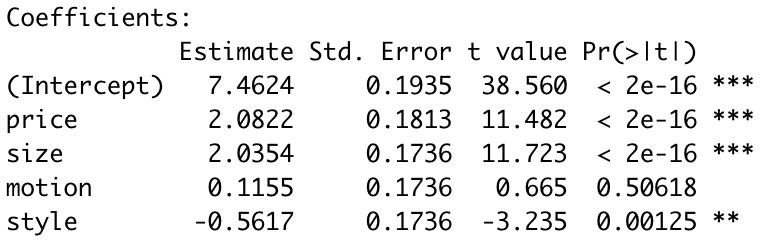 Coefficients:
            Estimate Std. Error t value Pr(>|t|)
(Intercept)   7.4624     0.1935  38.560  < 2e-16 ***
price         2.0822     0.1813  11.482  < 2e-16 ***
size          2.0354     0.1736  11.723  < 2e-16 ***
motion        0.1155     0.1736   0.665  0.50618
style        -0.5617     0.1736  -3.235  0.00125 **